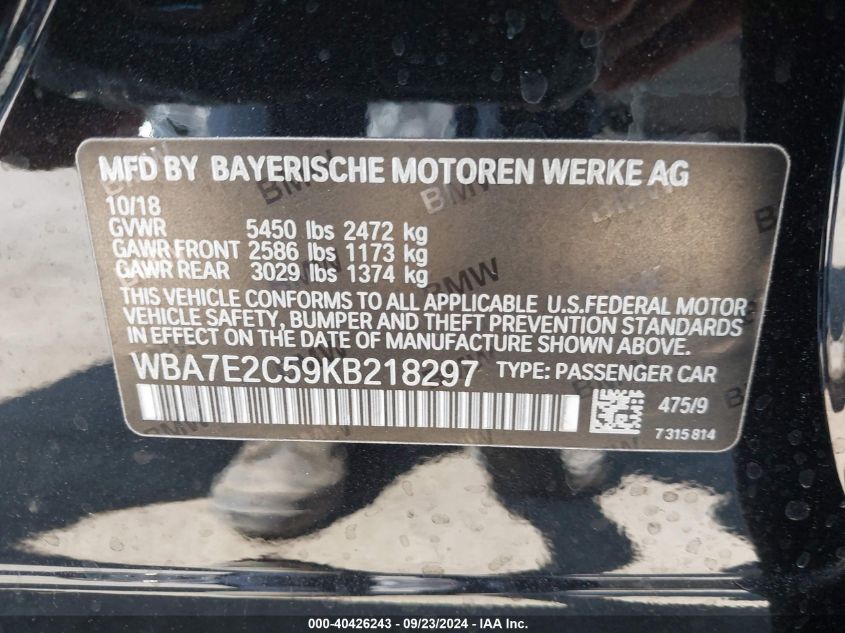 MFD BY BAYERISCHE MOTOREN WERKE AG
10/18
GVWR 5450 lbs 2472 kg
GAWR FRONT 2586 lbs 1173 kg
GAWR REAR 3029 lbs 1374 kg
THIS VEHICLE CONFORMS TO ALL APPLICABLE U.S.FEDERAL MOTOR
VEHICLE SAFETY, BUMPER AND THEFT PREVENTION STANDARDS
IN EFFECT ON THE DATE OF MANUFACTURE SHOWN ABOVE.
WBA7E2C59KB218297 TYPE: PASSENGER CAR
475/9
7 315 814
000-40426243 - 09/23/2024 - www.iaai.com